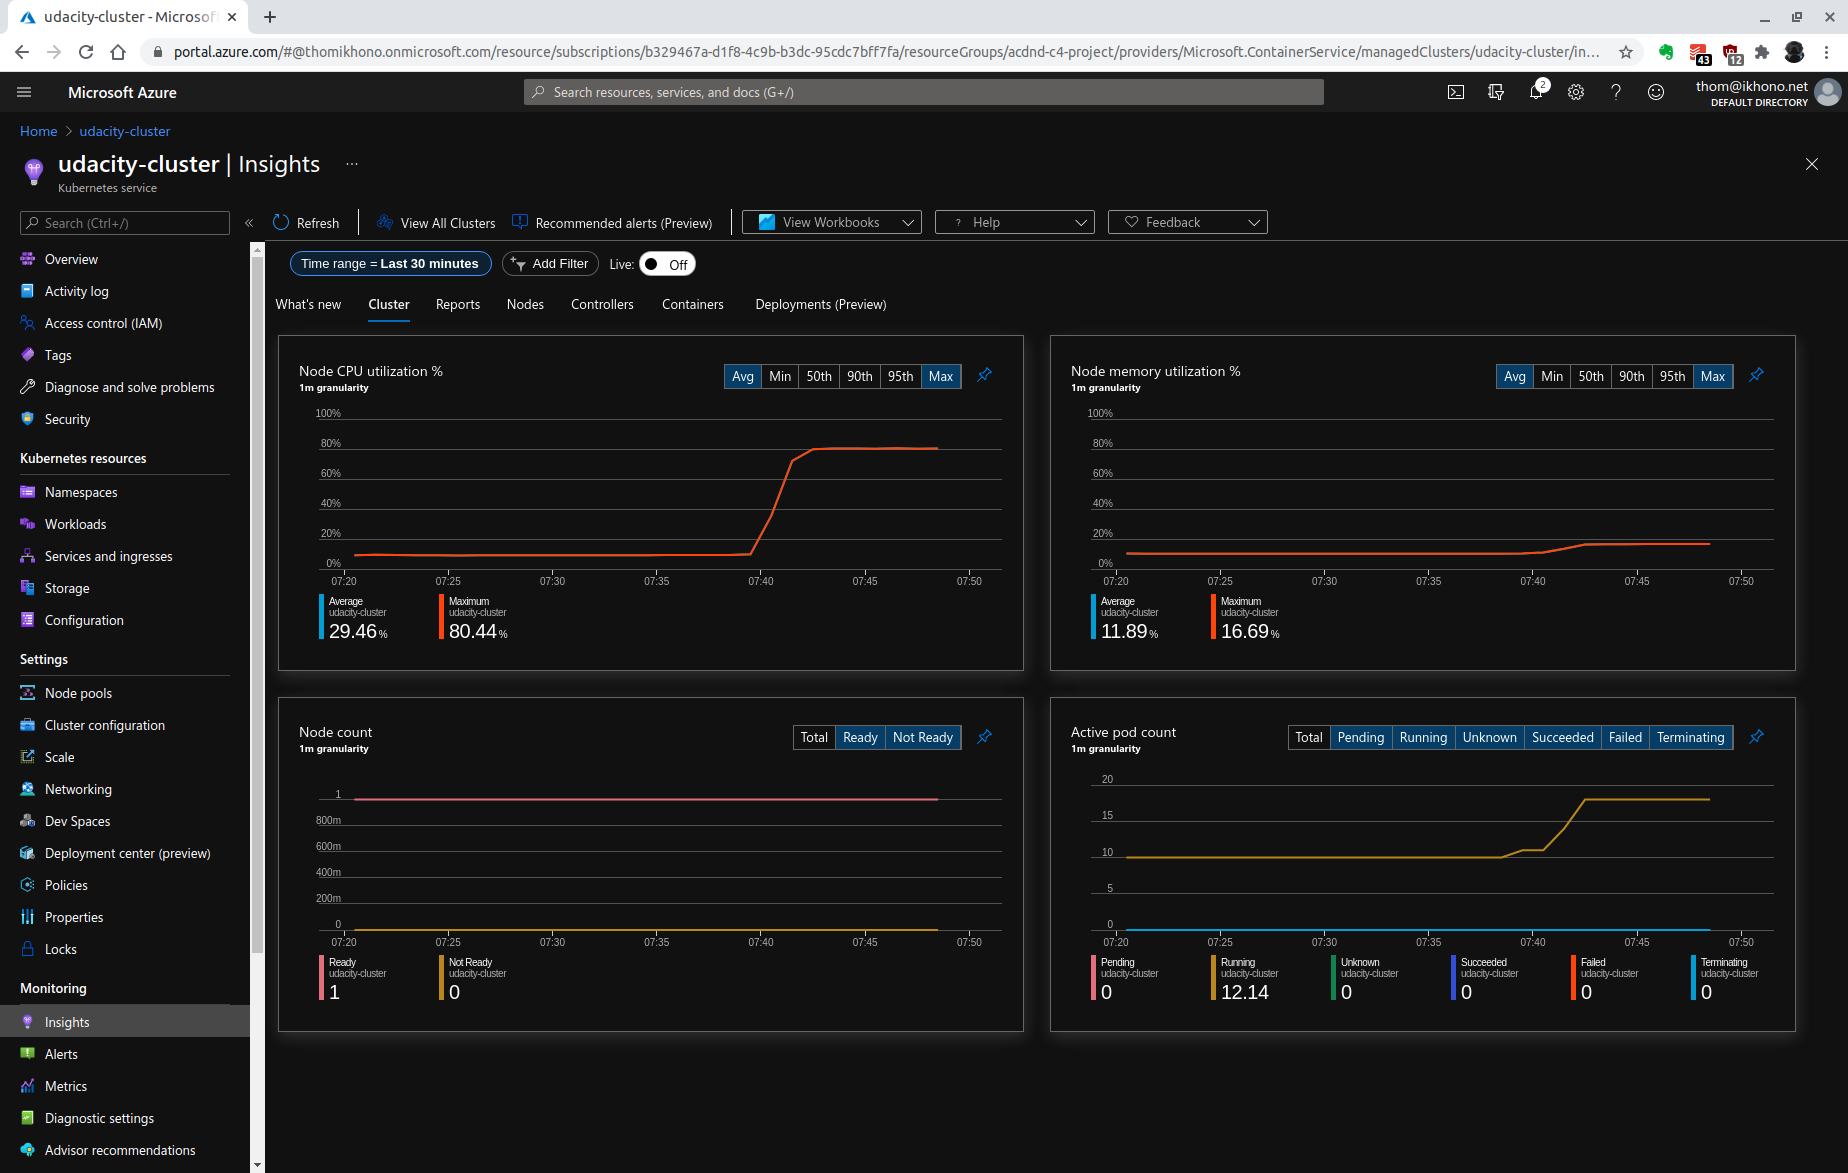 udacity-cluster - Microsof
portal.azure.com/#@thomikhono.onmicrosoft.com/resource/subscriptions/b329467a-d1f8-4c9b-b3dc-95cdc7bff7fa/resourceGroups/acdnd-c4-project/providers/Microsoft.ContainerService/managedClusters/udacity-cluster/in...
43
12
Microsoft Azure
Search resources, services, and docs (G+/)
2
thom@ikhono.net
DEFAULT DIRECTORY
Home > udacity-cluster
udacity-cluster | Insights ...
Kubernetes service
Search (Ctrl+/)
«
Refresh
View All Clusters
Recommended alerts (Preview)
View Workbooks
? Help
Feedback
Time range = Last 30 minutes
Add Filter
Live: Off
What's new
Cluster
Reports
Nodes
Controllers
Containers
Deployments (Preview)
Overview
Activity log
Access control (IAM)
Tags
Diagnose and solve problems
Security
Kubernetes resources
Namespaces
Workloads
Services and ingresses
Storage
Configuration
Settings
Node pools
Cluster configuration
Scale
Networking
Dev Spaces
Deployment center (preview)
Policies
Properties
Locks
Monitoring
Insights
Alerts
Metrics
Diagnostic settings
Advisor recommendations
Node CPU utilization %
1m granularity
Avg Min 50th 90th 95th Max
100%
80%
60%
40%
20%
0%
07:20 07:25 07:30 07:35 07:40 07:45 07:50
Average
udacity-cluster
29.46 %
Maximum
udacity-cluster
80.44 %
Node memory utilization %
1m granularity
Avg Min 50th 90th 95th Max
100%
80%
60%
40%
20%
0%
07:20 07:25 07:30 07:35 07:40 07:45 07:50
Average
udacity-cluster
11.89 %
Maximum
udacity-cluster
16.69 %
Node count
1m granularity
Total Ready Not Ready
1
800m
600m
400m
200m
0
07:20 07:25 07:30 07:35 07:40 07:45 07:50
Ready
udacity-cluster
1
Not Ready
udacity-cluster
0
Active pod count
1m granularity
Total Pending Running Unknown Succeeded Failed Terminating
20
15
10
5
0
07:20 07:25 07:30 07:35 07:40 07:45 07:50
Pending
udacity-cluster
0
Running
udacity-cluster
12.14
Unknown
udacity-cluster
0
Succeeded
udacity-cluster
0
Failed
udacity-cluster
0
Terminating
udacity-cluster
0